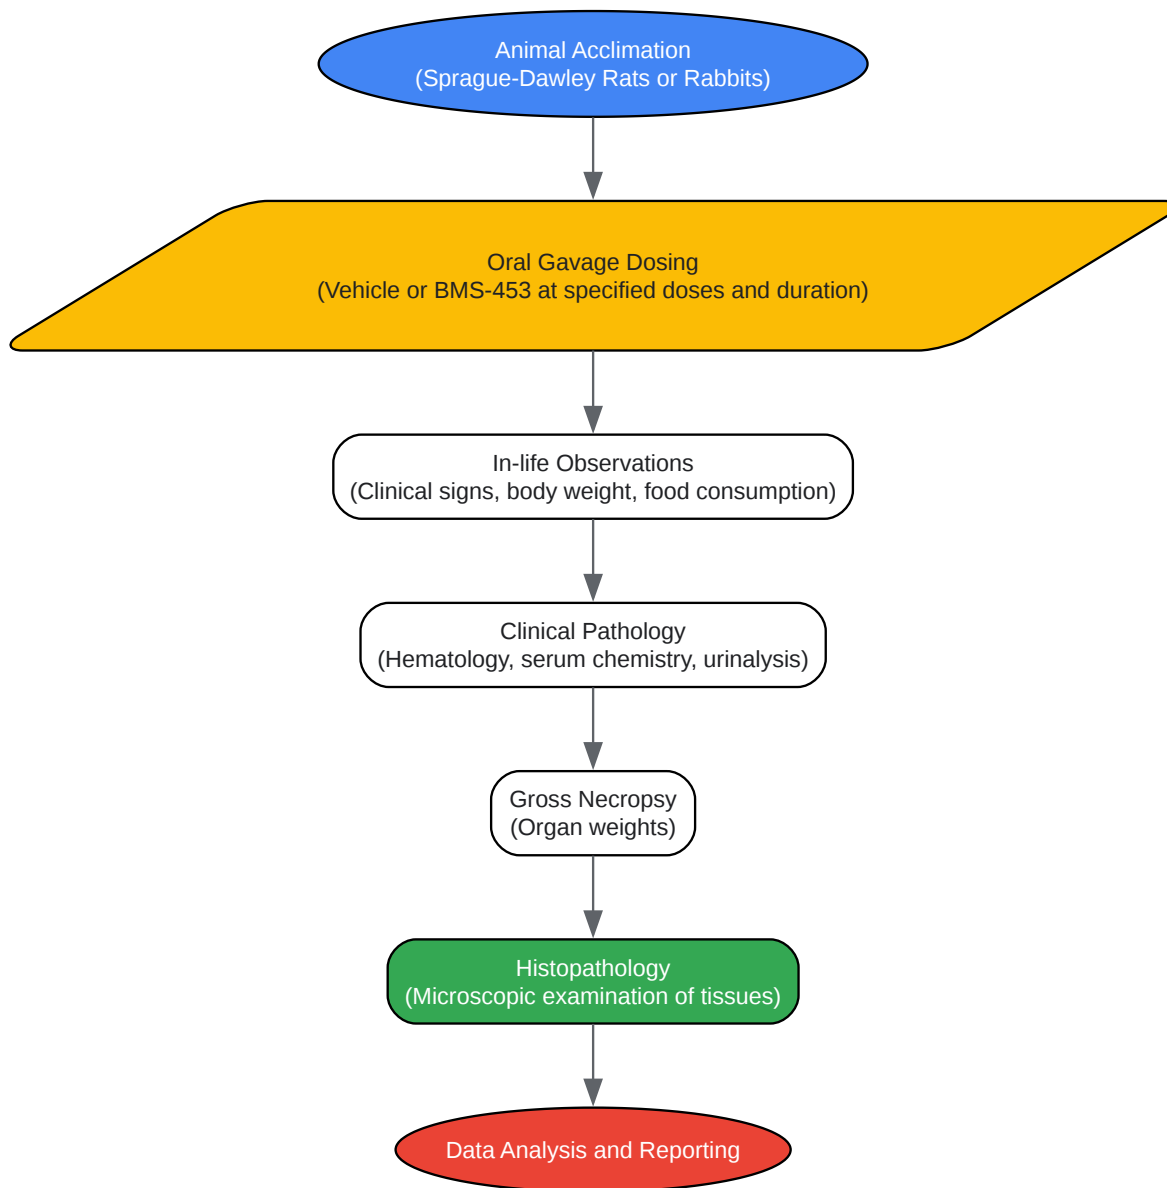 Animal Acclimation
(Sprague-Dawley Rats or Rabbits)
Oral Gavage Dosing
(Vehicle or BMS-453 at specified doses and duration)
In-life Observations
(Clinical signs, body weight, food consumption)
Clinical Pathology
(Hematology, serum chemistry, urinalysis)
Gross Necropsy
(Organ weights)
Histopathology
(Microscopic examination of tissues)
Data Analysis and Reporting